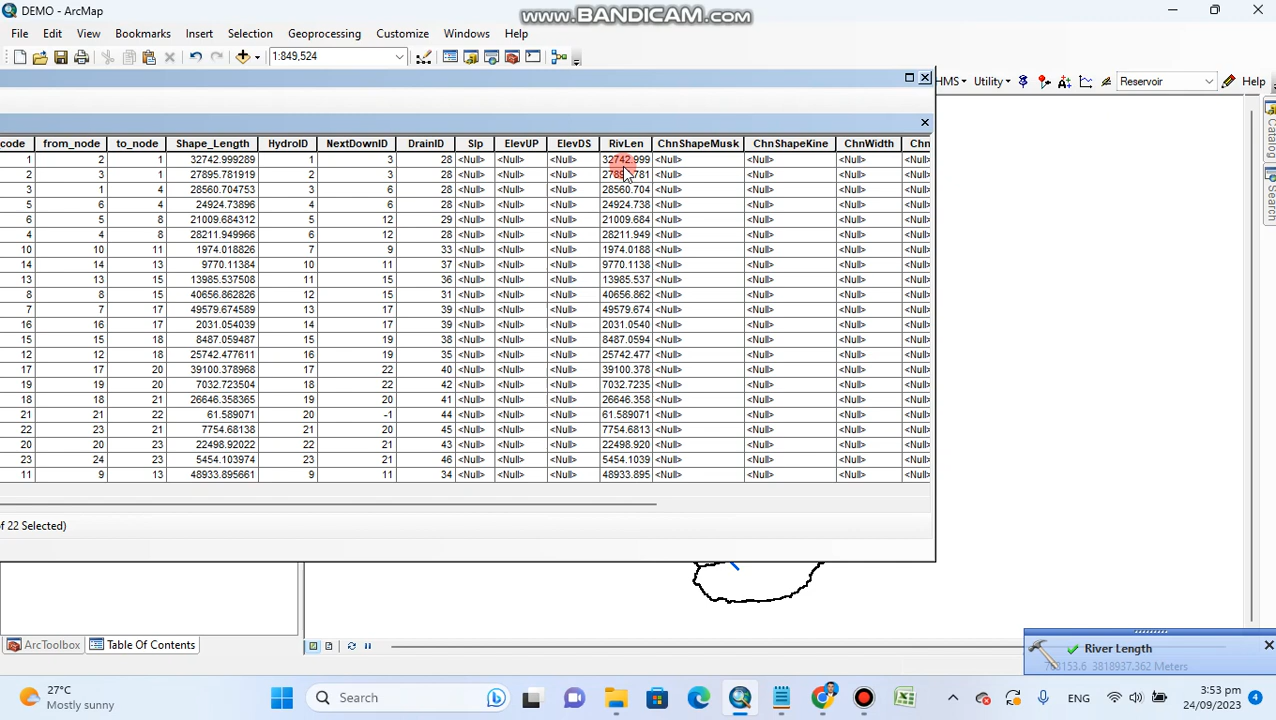 DEMO - ArcMap
www.BANDICAM.com
File Edit View Bookmarks Insert Selection Geoprocessing Customize Windows Help
1:849,524
HMS Utility Reservoir Help
Catalog
Search
code from_node to_node Shape_Length HydroID NextDownID DrainID Slp ElevUP ElevDS RivLen ChnShapeMusk ChnShapeKine ChnWidth Chn
1 2 1 32742.999289 1 3 28 <Null> <Null> <Null> 32742.999 <Null> <Null> <Null> <Null>
2 3 1 27895.781919 2 3 28 <Null> <Null> <Null> 27895.781 <Null> <Null> <Null> <Null>
3 1 4 28560.704753 3 6 28 <Null> <Null> <Null> 28560.704 <Null> <Null> <Null> <Null>
5 6 4 24924.73896 4 6 28 <Null> <Null> <Null> 24924.738 <Null> <Null> <Null> <Null>
6 5 8 21009.684312 5 12 29 <Null> <Null> <Null> 21009.684 <Null> <Null> <Null> <Null>
4 4 8 28211.949966 6 12 28 <Null> <Null> <Null> 28211.949 <Null> <Null> <Null> <Null>
10 10 11 1974.018826 7 9 33 <Null> <Null> <Null> 1974.0188 <Null> <Null> <Null> <Null>
14 14 13 9770.11384 10 11 37 <Null> <Null> <Null> 9770.1138 <Null> <Null> <Null> <Null>
13 13 15 13985.537508 11 15 36 <Null> <Null> <Null> 13985.537 <Null> <Null> <Null> <Null>
8 8 15 40656.862826 12 15 31 <Null> <Null> <Null> 40656.862 <Null> <Null> <Null> <Null>
7 7 17 49579.674589 13 17 39 <Null> <Null> <Null> 49579.674 <Null> <Null> <Null> <Null>
16 16 17 2031.054039 14 17 39 <Null> <Null> <Null> 2031.0540 <Null> <Null> <Null> <Null>
15 15 18 8487.059487 15 19 38 <Null> <Null> <Null> 8487.0594 <Null> <Null> <Null> <Null>
12 12 18 25742.477611 16 19 35 <Null> <Null> <Null> 25742.477 <Null> <Null> <Null> <Null>
17 17 20 39100.378968 17 22 40 <Null> <Null> <Null> 39100.378 <Null> <Null> <Null> <Null>
19 19 20 7032.723504 18 22 42 <Null> <Null> <Null> 7032.7235 <Null> <Null> <Null> <Null>
18 18 21 26646.358365 19 20 41 <Null> <Null> <Null> 26646.358 <Null> <Null> <Null> <Null>
21 21 22 61.589071 20 -1 44 <Null> <Null> <Null> 61.589071 <Null> <Null> <Null> <Null>
22 23 21 7754.68138 21 20 45 <Null> <Null> <Null> 7754.6813 <Null> <Null> <Null> <Null>
20 20 23 22498.92022 22 21 43 <Null> <Null> <Null> 22498.920 <Null> <Null> <Null> <Null>
23 24 23 5454.103974 23 21 46 <Null> <Null> <Null> 5454.1039 <Null> <Null> <Null> <Null>
11 9 13 48933.895661 9 11 34 <Null> <Null> <Null> 48933.895 <Null> <Null> <Null> <Null>
of 22 Selected)
ArcToolbox Table Of Contents
River Length
3818937.362 Meters
27°C
Mostly sunny
Search
ENG
3:53 pm
24/09/2023
4